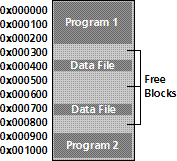 0x000000
Program 1
0x000100
0x000200
0x000300
0x000400
Data File
0x000500
Free
Blocks
0x000600
0x000700
Data File
0x000800
0x000900
Program 2
0x001000